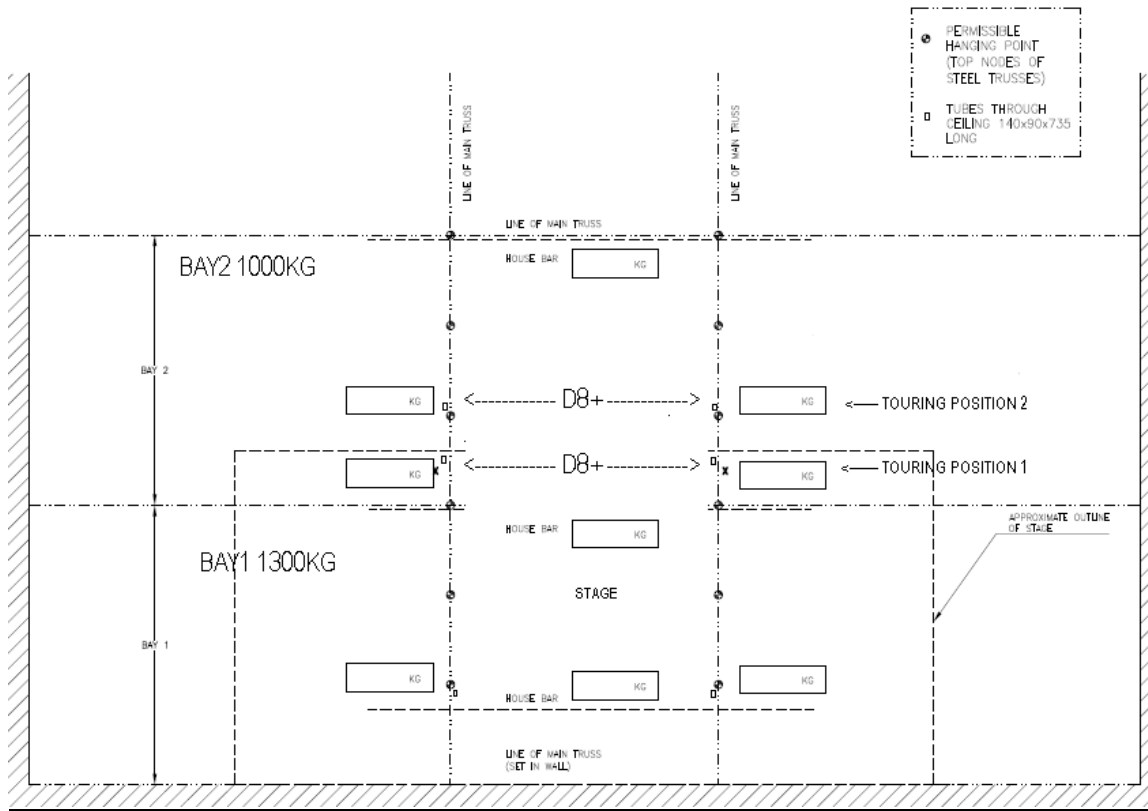 PERMISSIBLE
HANGING POINT
(TOP NODES OF
STEEL TRUSSES)
TUBES THROUGH
CEILING 140x90x735
LONG
LINE OF MAIN TRUSS
LINE OF MAIN TRUSS
LINE OF MAIN TRUSS
BAY2 1000KG
HOUSE BAR
KG
BAY 2
KG
<-------- D8+ -------->
KG
<— TOURING POSITION 2
KG
x
<-------- D8+ -------->
x
KG
<— TOURING POSITION 1
HOUSE BAR
KG
APPROXIMATE OUTLINE
OF STAGE
BAY1 1300KG
STAGE
BAY 1
KG
HOUSE BAR
KG
KG
LINE OF MAIN TRUSS
(SET IN WALL)